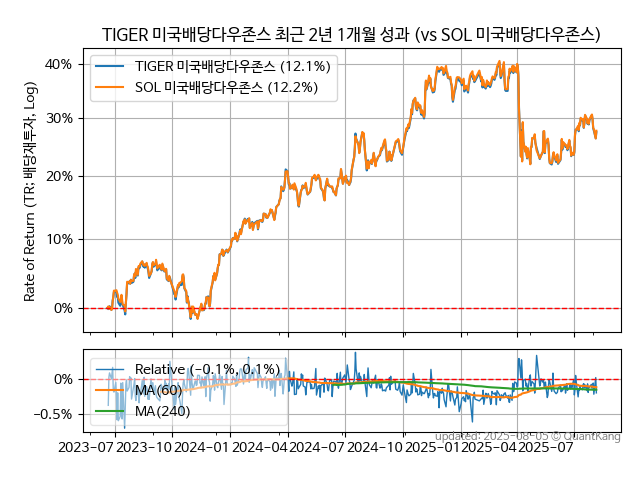 TIGER 미국배당다우존스 최근 2년 1개월 성과 (vs SOL 미국배당다우존스)
Rate of Return (TR: 배당재투자, Log)
40%
30%
20%
10%
0%
TIGER 미국배당다우존스 (12.1%)
SOL 미국배당다우존스 (12.2%)
0%
−0.5%
Relative (−0.1%, 0.1%)
MA(60)
MA(240)
2023-07 2023-10 2024-01 2024-04 2024-07 2024-10 2025-01 2025-04 2025-07
updated: 2025-08-05 © QuantKang